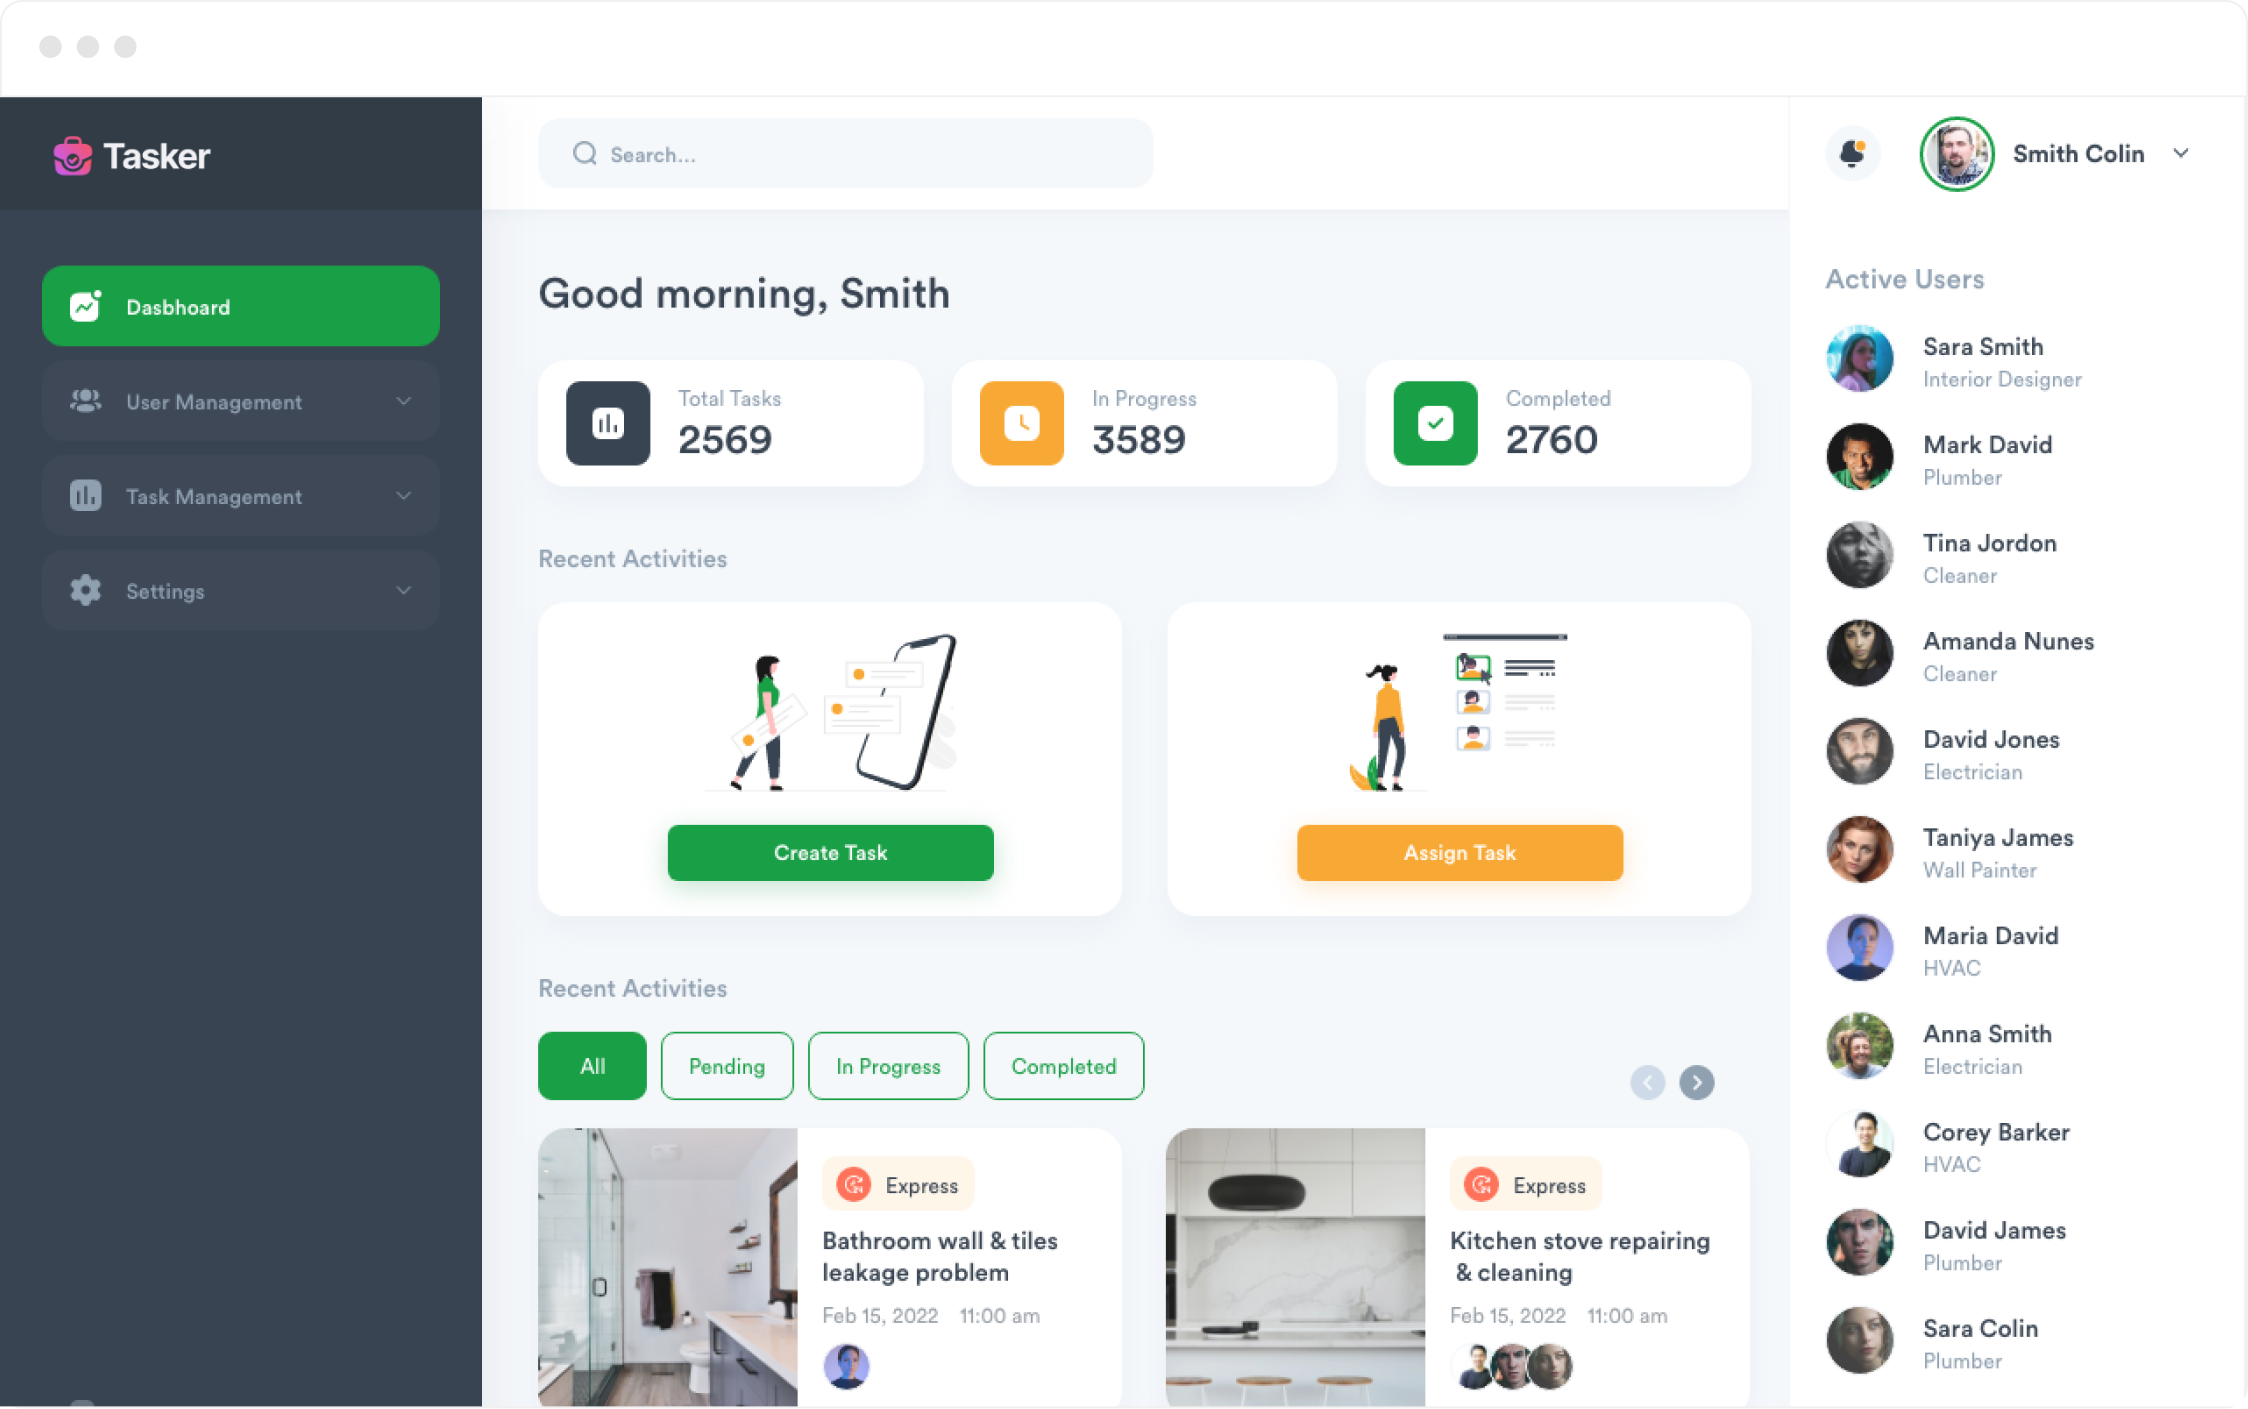 Tasker
Dasbhoard
User Management
Task Management
Settings
Search...
Good morning, Smith
Total Tasks
2569
In Progress
3589
Completed
2760
Recent Activities
Create Task
Assign Task
Recent Activities
All
Pending
In Progress
Completed
Express
Bathroom wall & tiles
leakage problem
Feb 15, 2022 11:00 am
Express
Kitchen stove repairing
& cleaning
Feb 15, 2022 11:00 am
Smith Colin
Active Users
Sara Smith
Interior Designer
Mark David
Plumber
Tina Jordon
Cleaner
Amanda Nunes
Cleaner
David Jones
Electrician
Taniya James
Wall Painter
Maria David
HVAC
Anna Smith
Electrician
Corey Barker
HVAC
David James
Plumber
Sara Colin
Plumber